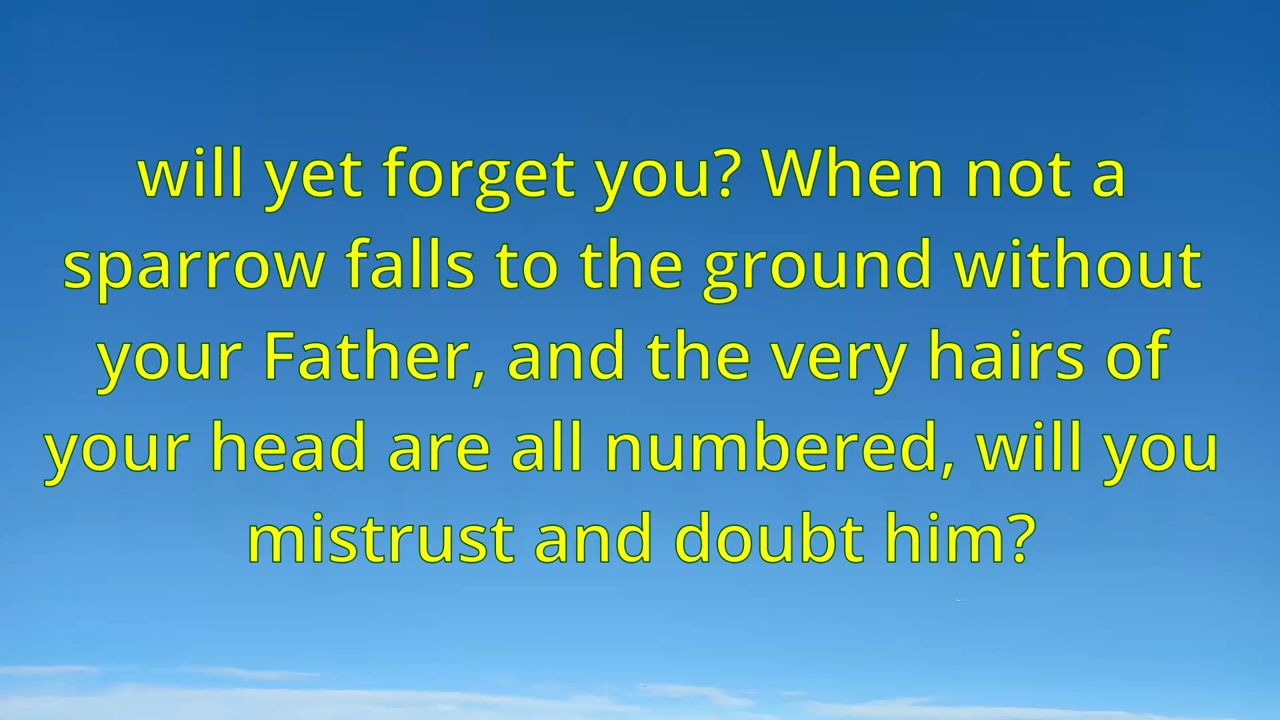 will yet forget you? When not a
sparrow falls to the ground without
your Father, and the very hairs of
your head are all numbered, will you
mistrust and doubt him?